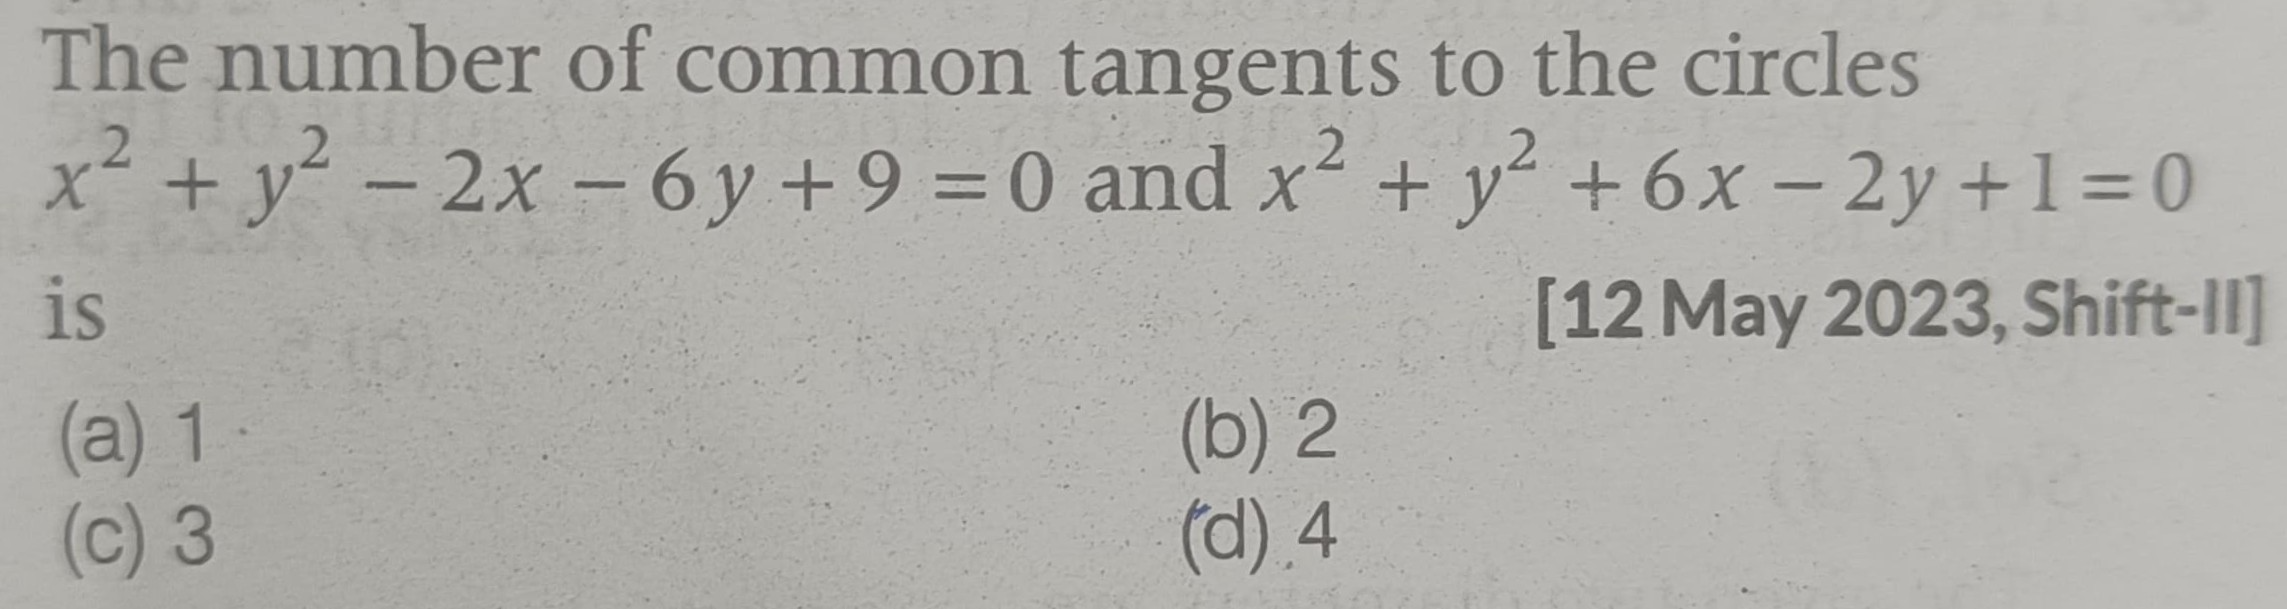 The number of common tangents to the circles
x² + y² − 2x − 6y + 9 = 0 and x² + y² + 6x − 2y + 1 = 0
is [12 May 2023, Shift-II]
(a) 1 (b) 2
(c) 3 (d) 4